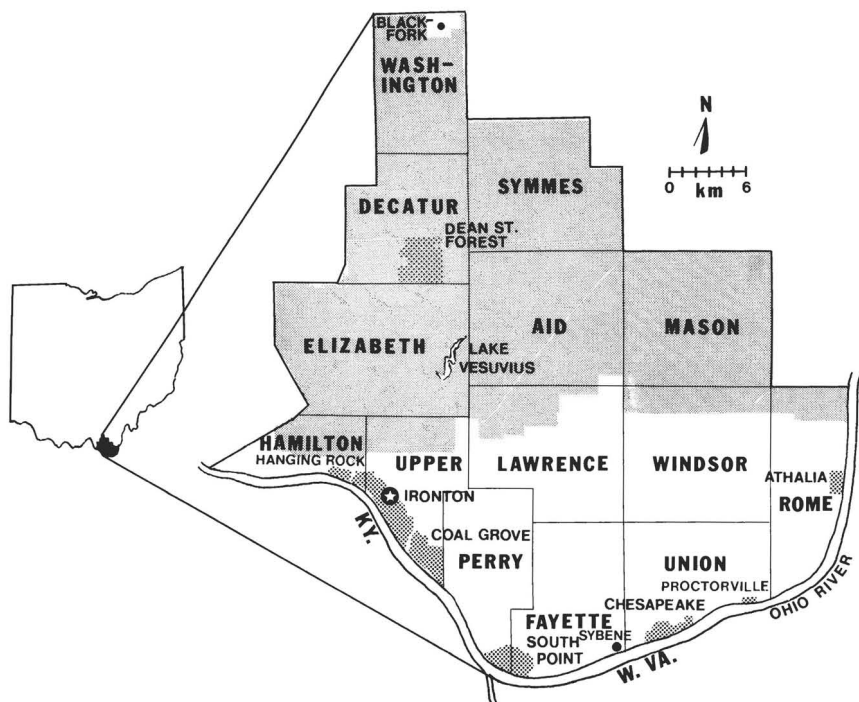 BLACK-
FORK
WASH-
INGTON
N
0 km 6
SYMMES
DECATUR
DEAN ST.
FOREST
AID
MASON
ELIZABETH
LAKE
VESUVIUS
HAMILTON
HANGING ROCK
UPPER
LAWRENCE
WINDSOR
ATHALIA
ROME
IRONTON
KY.
COAL GROVE
PERRY
UNION
PROCTORVILLE
CHESAPEAKE
OHIO RIVER
FAYETTE
SOUTH
POINT
SYBENE
W. VA.